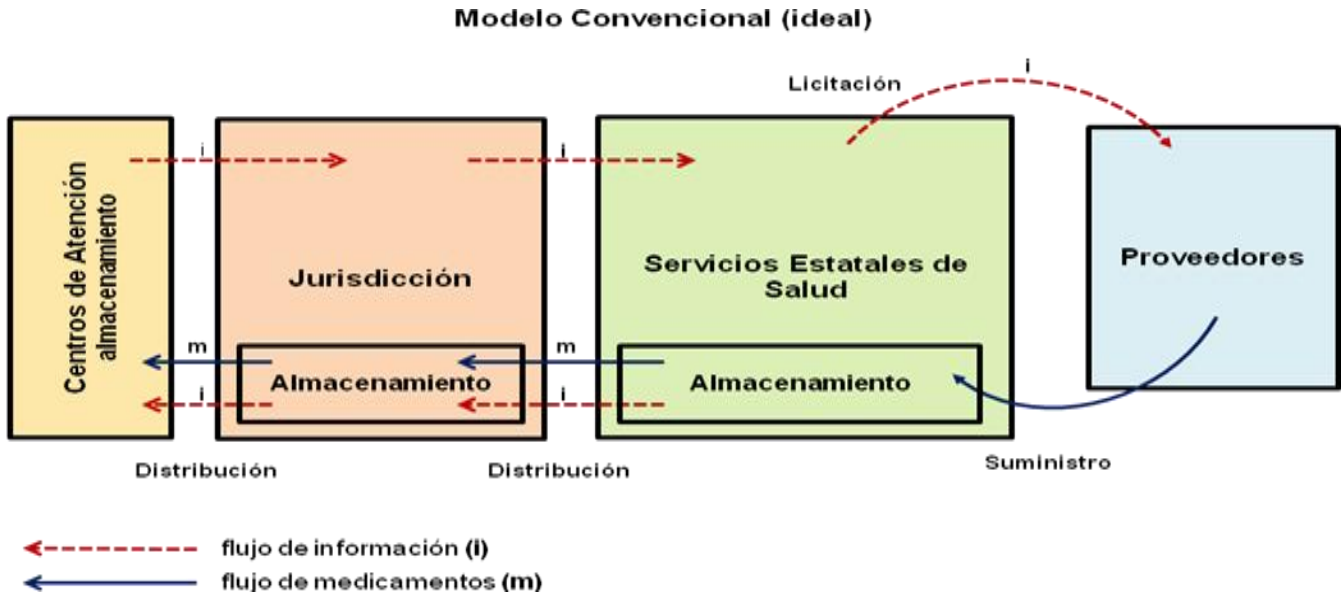 Modelo Convencional (ideal)
i
Licitación
i
i
Centros de Atención
almacenamiento
Jurisdicción
Servicios Estatales de
Salud
Proveedores
m
m
Almacenamiento
Almacenamiento
i
i
Distribución
Distribución
Suministro
flujo de información (i)
flujo de medicamentos (m)